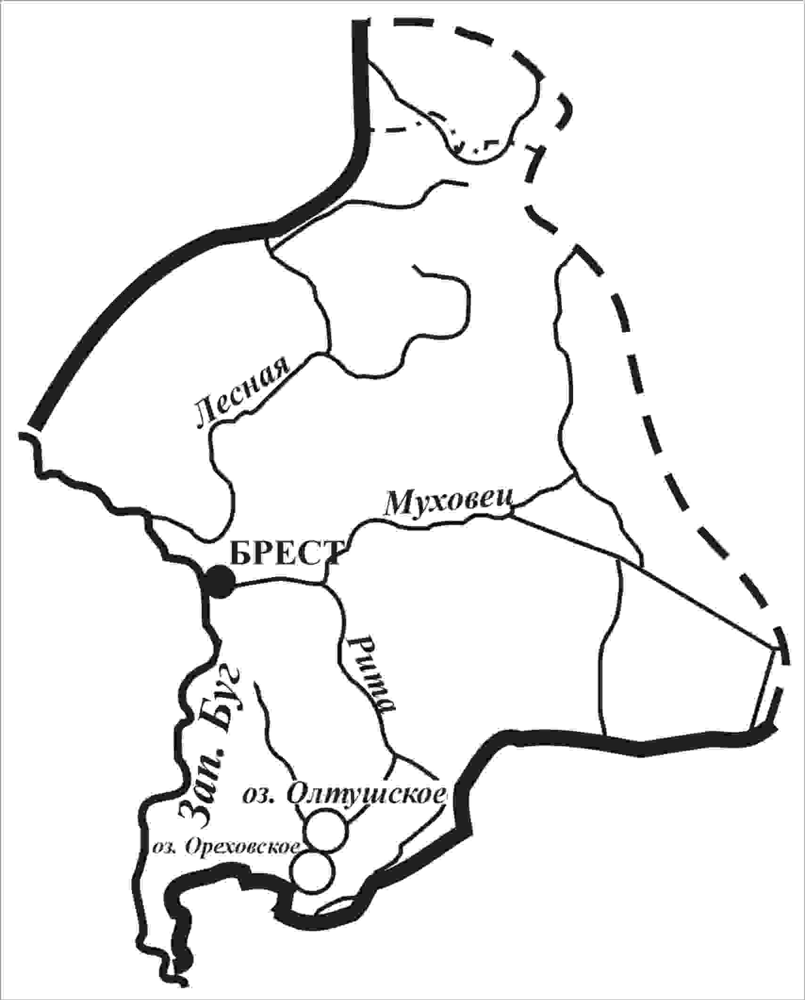 Лесная
Муховец
БРЕСТ
Рита
Зап. Буг
оз. Олтушское
оз. Ореховское